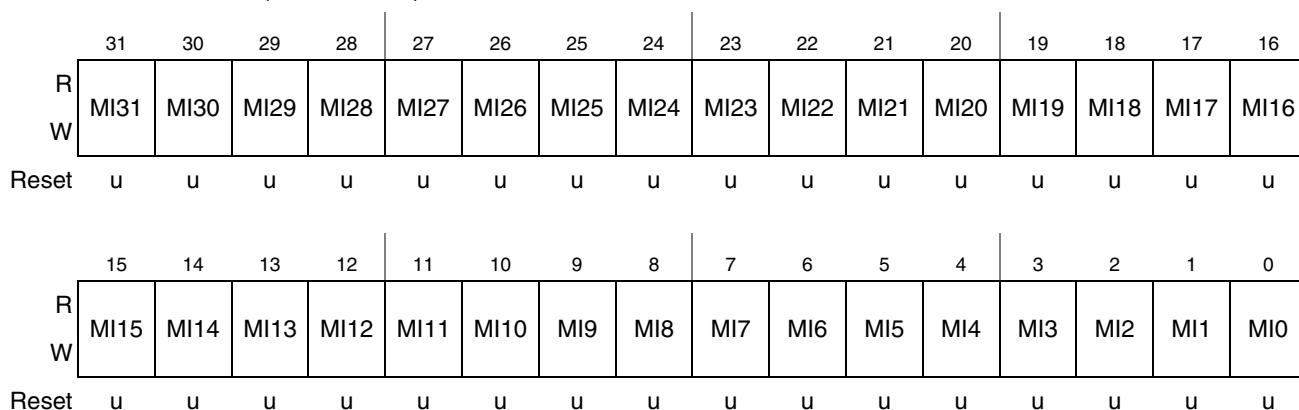 31 30 29 28 27 26 25 24 23 22 21 20 19 18 17 16
R
MI31 MI30 MI29 MI28 MI27 MI26 MI25 MI24 MI23 MI22 MI21 MI20 MI19 MI18 MI17 MI16
W
Reset u u u u u u u u u u u u u u u u
15 14 13 12 11 10 9 8 7 6 5 4 3 2 1 0
R
MI15 MI14 MI13 MI12 MI11 MI10 MI9 MI8 MI7 MI6 MI5 MI4 MI3 MI2 MI1 MI0
W
Reset u u u u u u u u u u u u u u u u